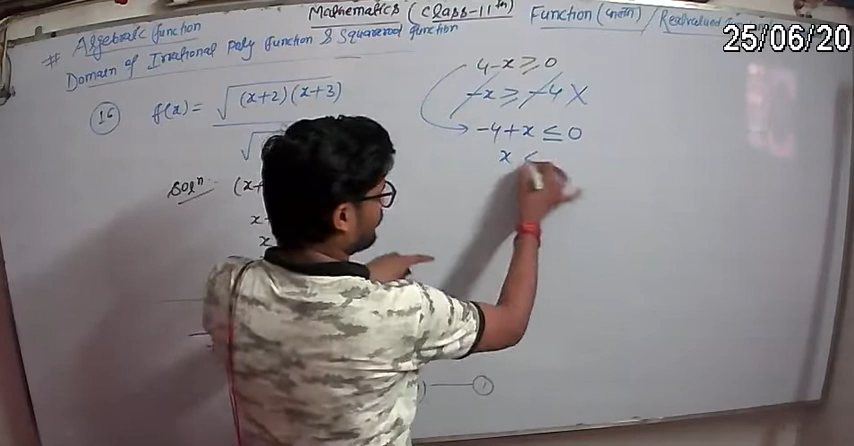 Mathematics (Class-11th) Function (फलन) / Realvalued
25/06/20
# Algebraic function
Domain of Irrational Poly function & Squareroot function
16 f(x) = √(x+2)(x+3)
√
Solⁿ (x+
x
x
4-x ≥ 0
-x ≥ -4 X
-4+x ≤ 0
x ≤
1